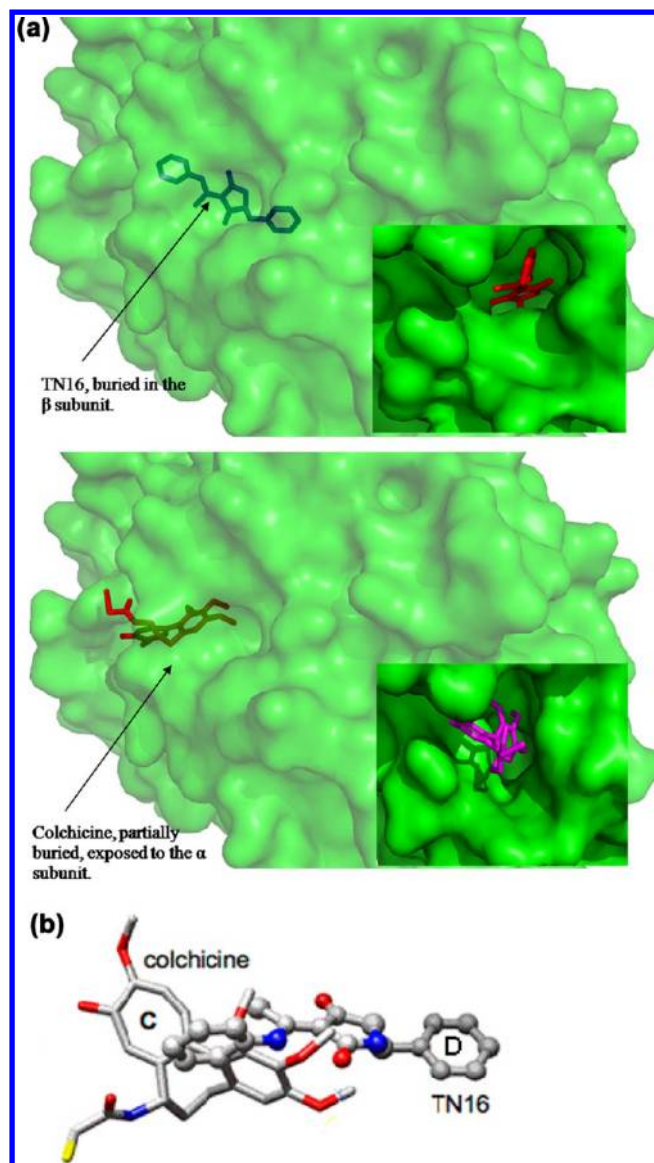 (a)
TN16, buried in the
β subunit.
Colchicine, partially
buried, exposed to the α
subunit.
(b)
colchicine
C
D
TN16